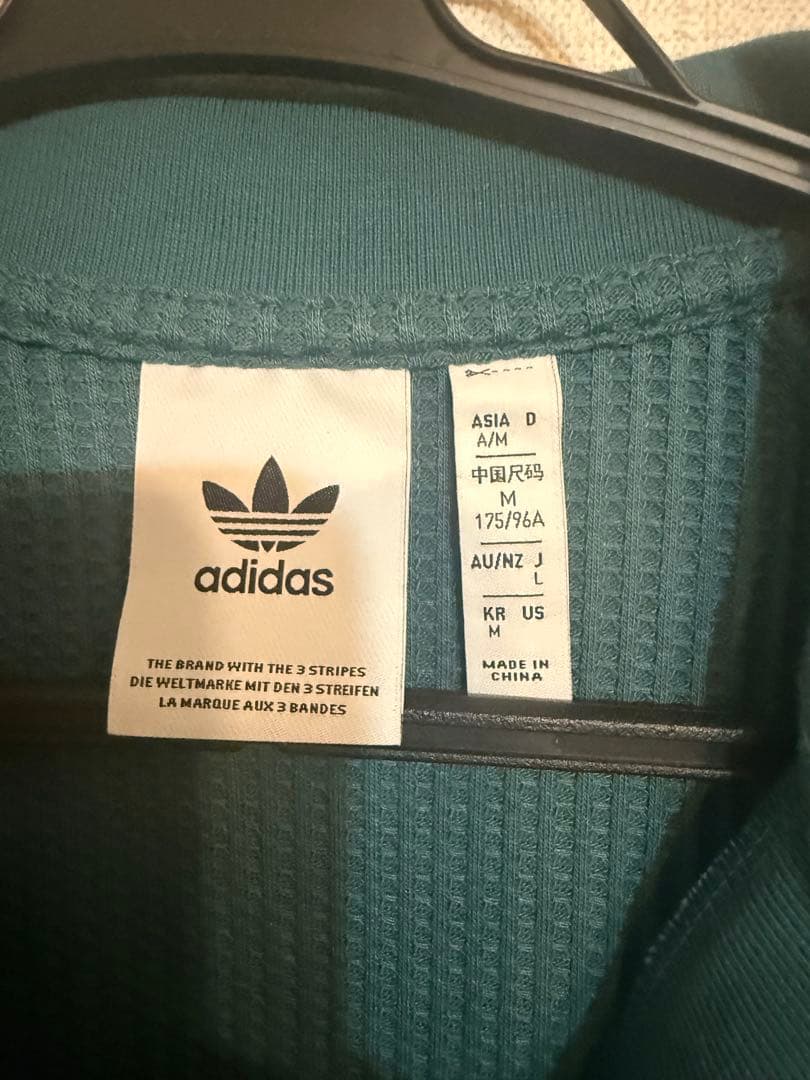 adidas
THE BRAND WITH THE 3 STRIPES
DIE WELTMARKE MIT DEN 3 STREIFEN
LA MARQUE AUX 3 BANDES
ASIA D
A/M
中国尺码
M
175/96A
AU/NZ J
L
KR US
M
MADE IN
CHINA